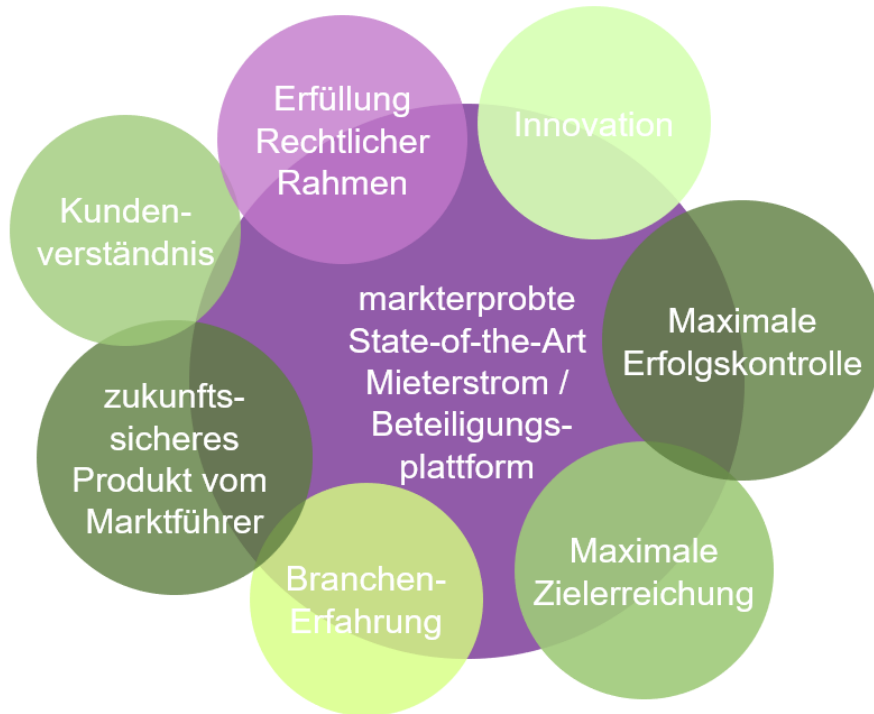 Erfüllung
Rechtlicher
Rahmen
Innovation
Kunden-
verständnis
markterprobte
State-of-the-Art
Mieterstrom /
Beteiligungs-
plattform
Maximale
Erfolgskontrolle
zukunfts-
sicheres
Produkt vom
Marktführer
Branchen-
Erfahrung
Maximale
Zielerreichung